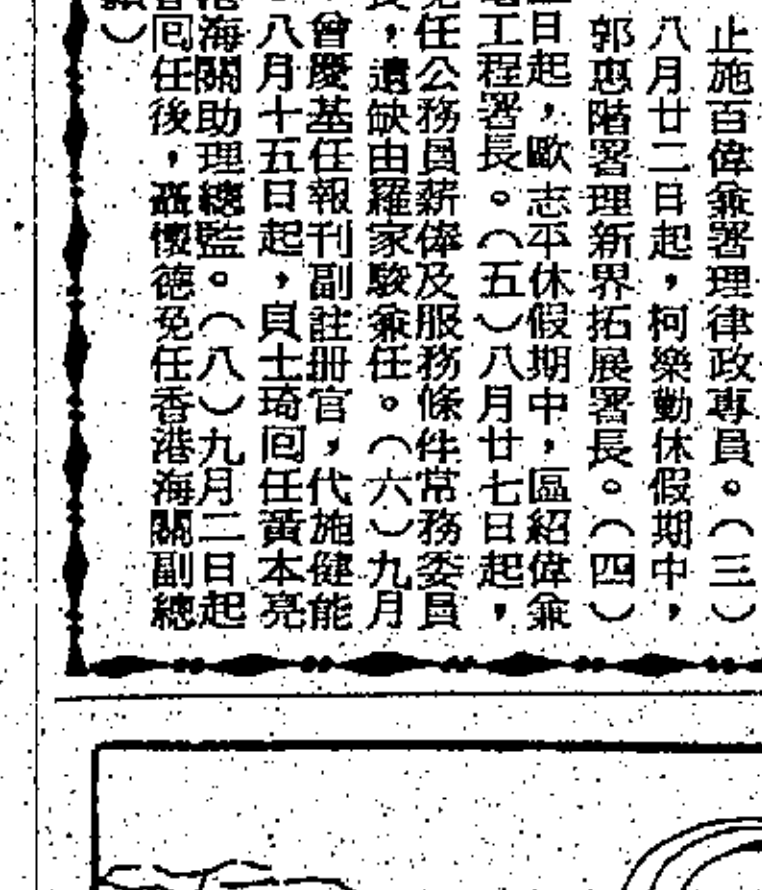 止施百偉兼署理律政專員。（三）
八月廿二日起，柯樂勤休假期中，
郭惠階署理新界拓展署長。（四）
日起，歐志平休假期中，區紹偉兼
工程署長。（五）八月廿七日起，
任公務員薪俸及服務條件常務委員
，遺缺由羅家駿兼任。（六）九月
曾慶基任報刊副註冊官，代施健能
八月十五日起，貝士琦回任黃本亮
海關助理總監。（八）九月二日起
回任後，聶懷德免任香港海關副總
）